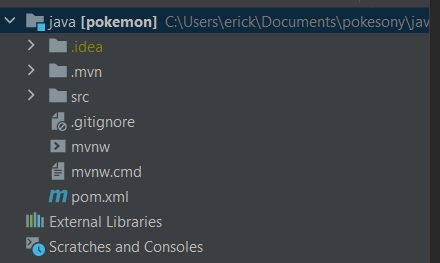 java [pokemon] C:\Users\erick\Documents\pokesony\jav
.idea
.mvn
src
.gitignore
mvnw
mvnw.cmd
pom.xml
External Libraries
Scratches and Consoles